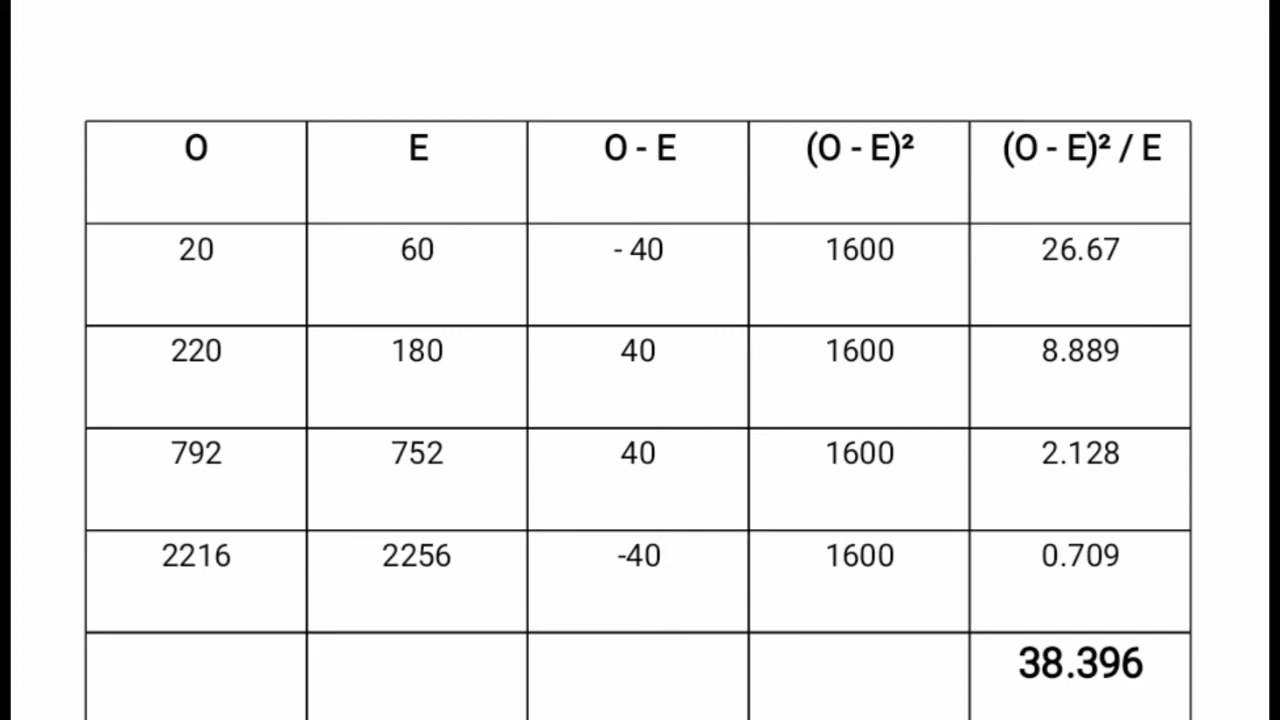 O E O - E (O - E)² (O - E)² / E
20 60 - 40 1600 26.67
220 180 40 1600 8.889
792 752 40 1600 2.128
2216 2256 -40 1600 0.709
38.396